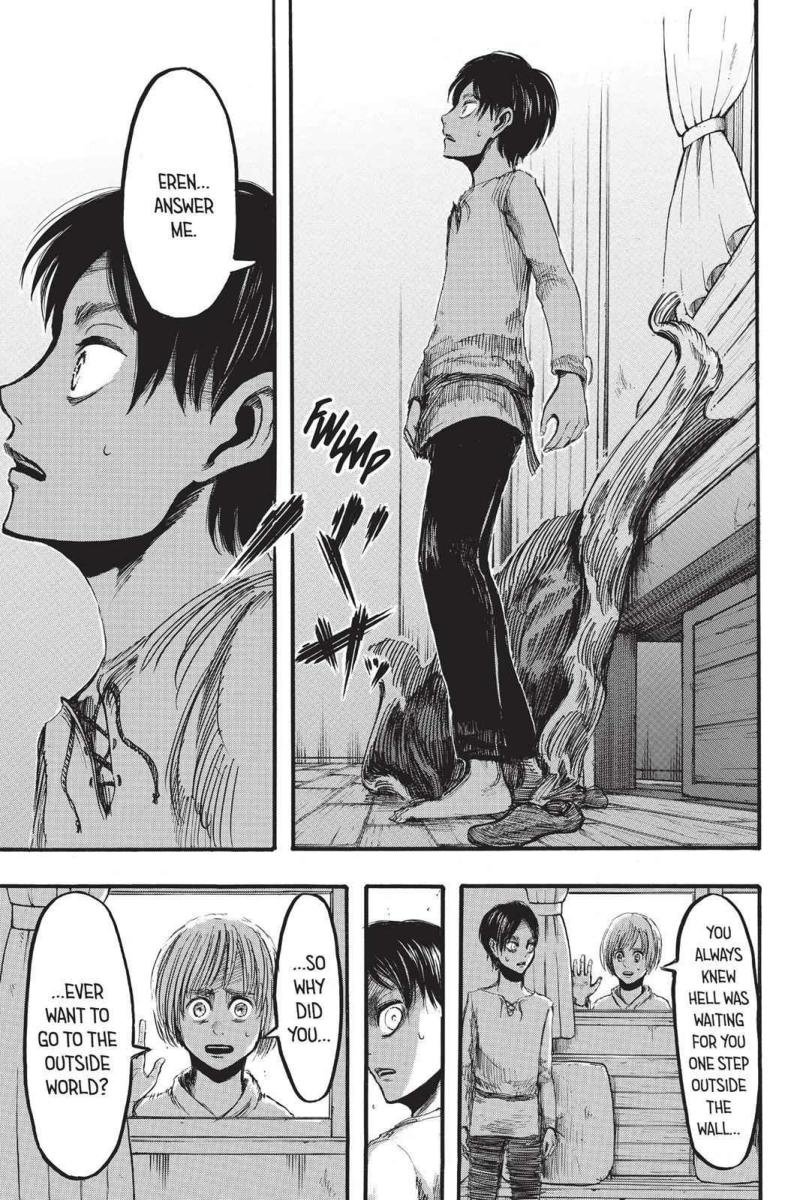 FWUMP
EREN...
ANSWER
ME.
YOU
ALWAYS
KNEW
HELL WAS
WAITING
FOR YOU
ONE STEP
OUTSIDE
THE
WALL...
...SO
WHY
DID
YOU...
...EVER
WANT TO
GO TO THE
OUTSIDE
WORLD?